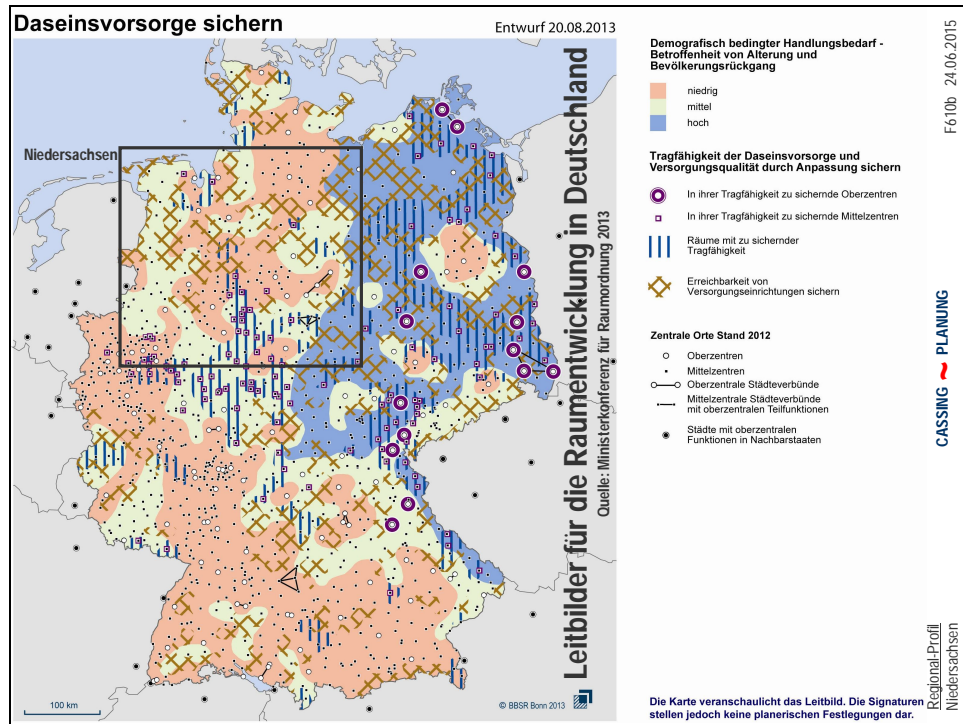 Daseinsvorsorge sichern
Entwurf 20.08.2013
Niedersachsen
Leitbilder für die Raumentwicklung in Deutschland
Quelle: Ministerkonferenz für Raumordnung 2013
100 km
© BBSR Bonn 2013
Demografisch bedingter Handlungsbedarf -
Betroffenheit von Alterung und
Bevölkerungsrückgang
niedrig
mittel
hoch
Tragfähigkeit der Daseinsvorsorge und
Versorgungsqualität durch Anpassung sichern
In ihrer Tragfähigkeit zu sichernde Oberzentren
In ihrer Tragfähigkeit zu sichernde Mittelzentren
Räume mit zu sichernder
Tragfähigkeit
Erreichbarkeit von
Versorgungseinrichtungen sichern
Zentrale Orte Stand 2012
Oberzentren
Mittelzentren
Oberzentrale Städteverbünde
Mittelzentrale Städteverbünde
mit oberzentralen Teilfunktionen
Städte mit oberzentralen
Funktionen in Nachbarstaaten
Die Karte veranschaulicht das Leitbild. Die Signaturen
stellen jedoch keine planerischen Festlegungen dar.
F610b 24.06.2015
CASSING ~ PLANUNG
Regional-Profil
Niedersachsen